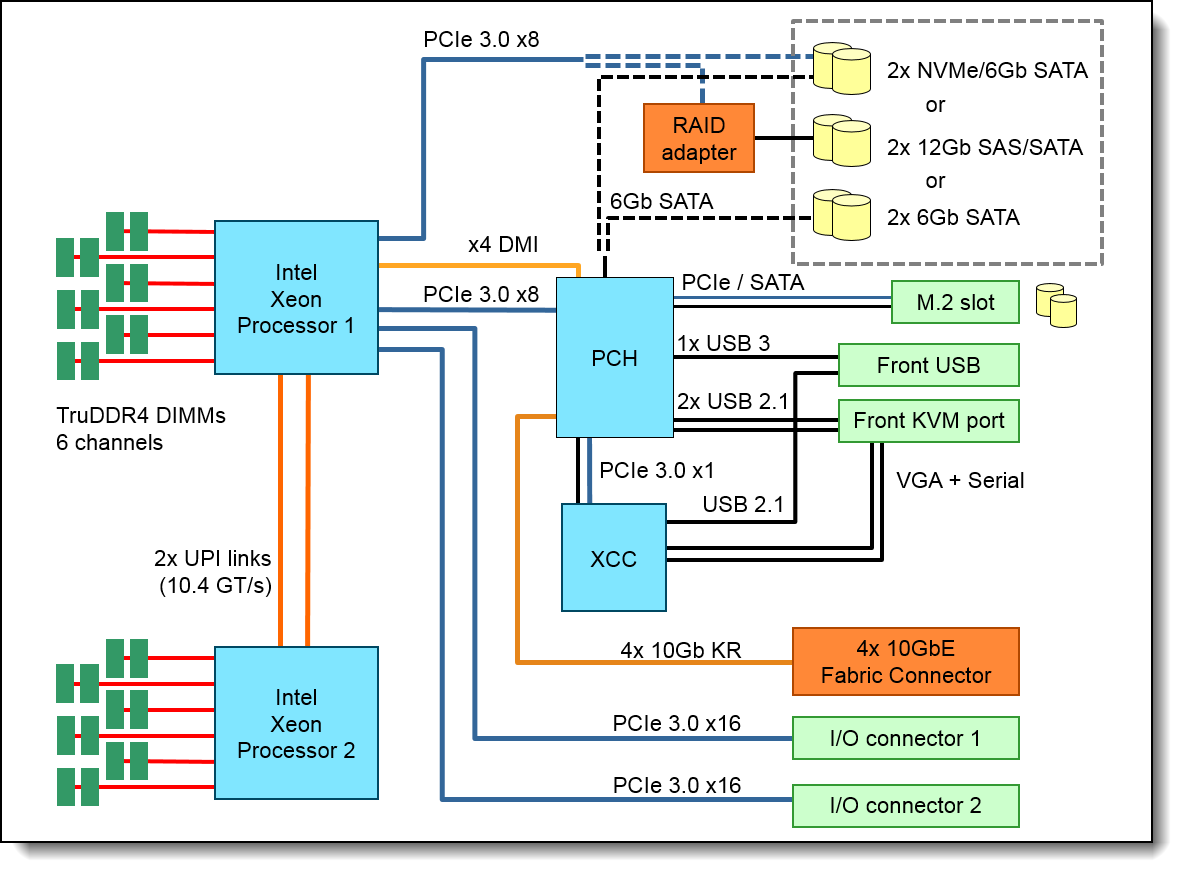 PCIe 3.0 x8
2x NVMe/6Gb SATA
or
RAID
adapter
2x 12Gb SAS/SATA
or
6Gb SATA
2x 6Gb SATA
x4 DMI
Intel
Xeon
Processor 1
PCIe 3.0 x8
PCIe / SATA
M.2 slot
PCH
1x USB 3
Front USB
2x USB 2.1
Front KVM port
TruDDR4 DIMMs
6 channels
PCIe 3.0 x1
VGA + Serial
USB 2.1
XCC
2x UPI links
(10.4 GT/s)
4x 10Gb KR
4x 10GbE
Fabric Connector
Intel
Xeon
Processor 2
PCIe 3.0 x16
I/O connector 1
PCIe 3.0 x16
I/O connector 2